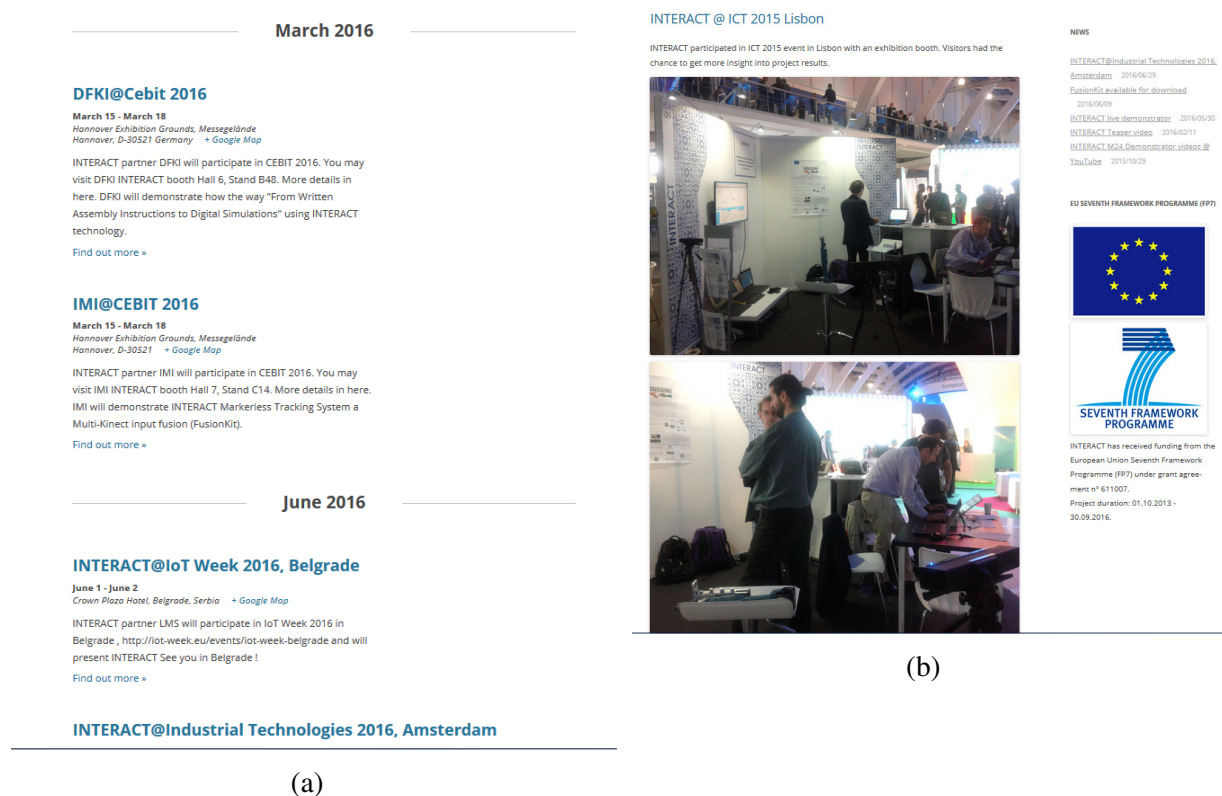 March 2016
DFKI@Cebit 2016
March 15 - March 18
Hannover Exhibition Grounds, Messegelände
Hannover, D-30521 Germany + Google Map
INTERACT partner DFKI will participate in CEBIT 2016. You may
visit DFKI INTERACT booth Hall 6, Stand B48. More details in
here. DFKI will demonstrate how the way "From Written
Assembly Instructions to Digital Simulations" using INTERACT
technology.
Find out more »
IMI@CEBIT 2016
March 15 - March 18
Hannover Exhibition Grounds, Messegelände
Hannover, D-30521 + Google Map
INTERACT partner IMI will participate in CEBIT 2016. You may
visit IMI INTERACT booth Hall 7, Stand C14. More details in here.
IMI will demonstrate INTERACT Markerless Tracking System a
Multi-Kinect input fusion (FusionKit).
Find out more »
June 2016
INTERACT@IoT Week 2016, Belgrade
June 1 - June 2
Crown Plaza Hotel, Belgrade, Serbia + Google Map
INTERACT partner LMS will participate in IoT Week 2016 in
Belgrade , http://iot-week.eu/events/iot-week-belgrade and will
present INTERACT See you in Belgrade !
Find out more »
INTERACT@Industrial Technologies 2016, Amsterdam
(a)
INTERACT @ ICT 2015 Lisbon
INTERACT participated in ICT 2015 event in Lisbon with an exhibition booth. Visitors had the
chance to get more insight into project results.
INTERACT
INTERACT
NEWS
INTERACT@Industrial Technologies 2016,
Amsterdam 2016/06/29
FusionKit available for download
2016/06/09
INTERACT live demonstrator 2016/05/30
INTERACT Teaser video 2016/02/11
INTERACT M24 Demonstrator videos @
YouTube 2015/10/29
EU SEVENTH FRAMEWORK PROGRAMME (FP7)
SEVENTH FRAMEWORK
PROGRAMME
INTERACT has received funding from the
European Union Seventh Framework
Programme (FP7) under grant agree-
ment n° 611007.
Project duration: 01.10.2013 -
30.09.2016.
(b)